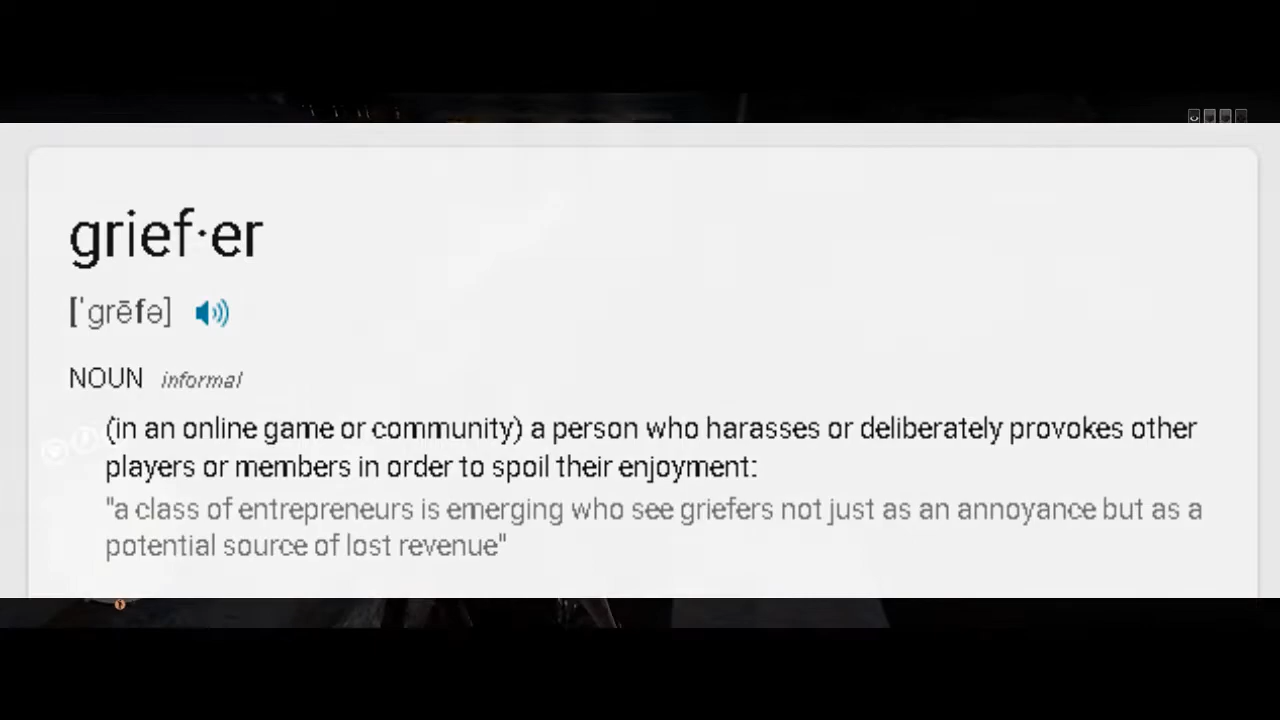 grief·er
[ˈgrēfə]
NOUN informal
(in an online game or community) a person who harasses or deliberately provokes other
players or members in order to spoil their enjoyment:
"a class of entrepreneurs is emerging who see griefers not just as an annoyance but as a
potential source of lost revenue"